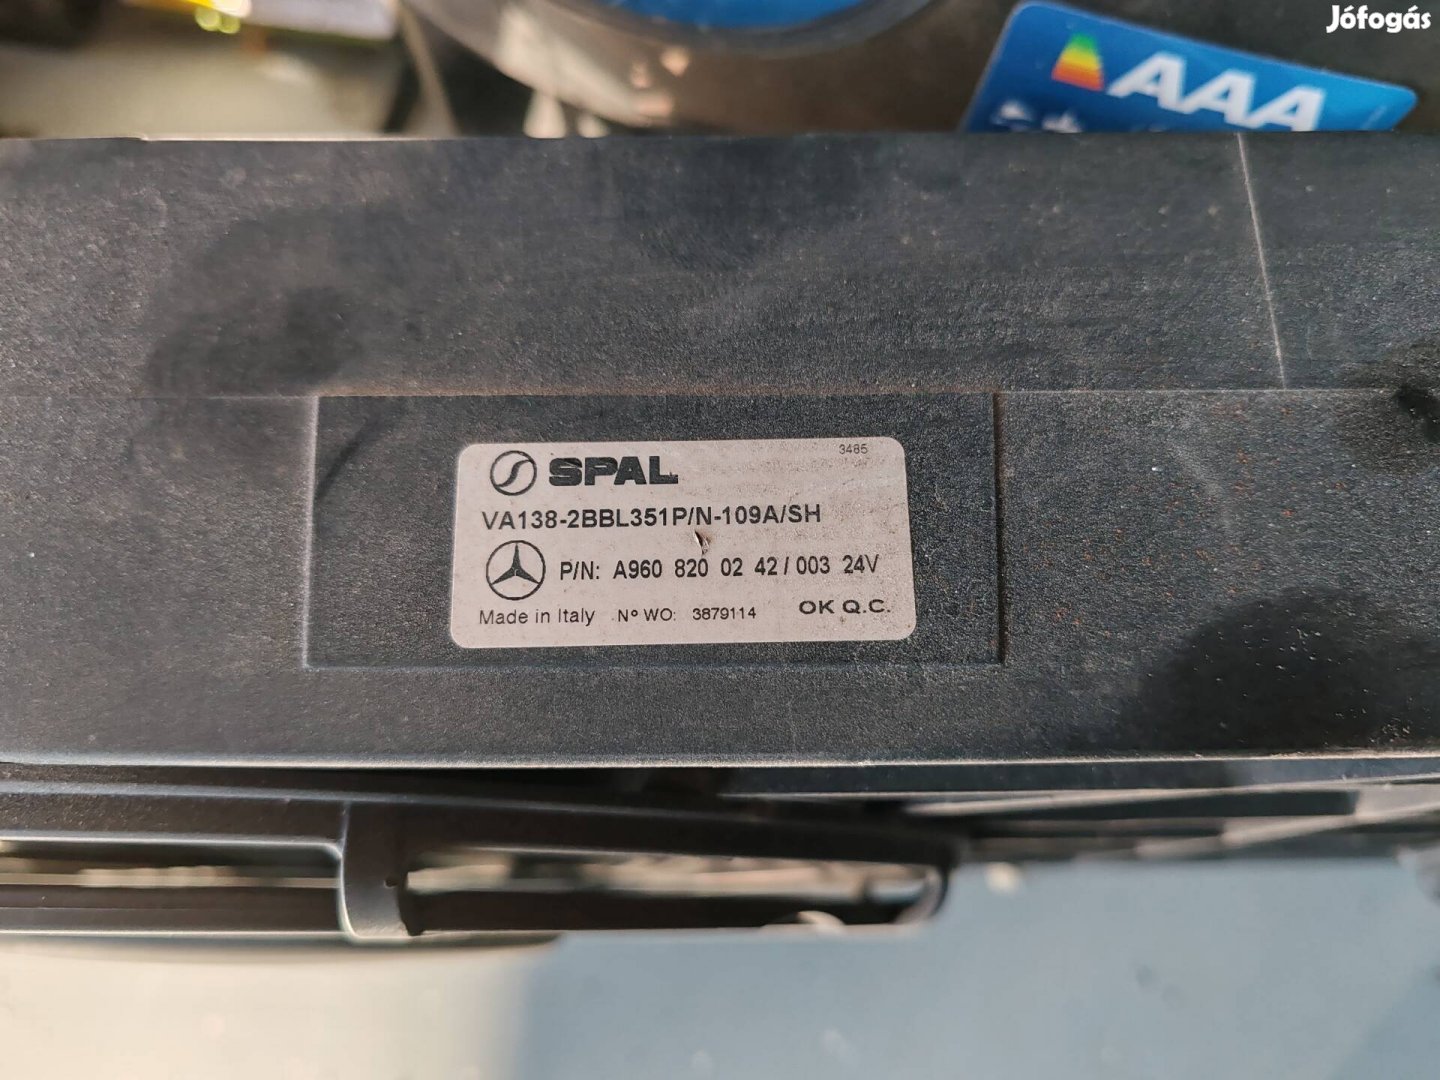 Jófogás
AAA
SPAL
3485
VA138-2BBL351P/N-109A/SH
P/N: A960 820 02 42 / 003 24V
Made in Italy Nº WO: 3879114 OK Q.C.